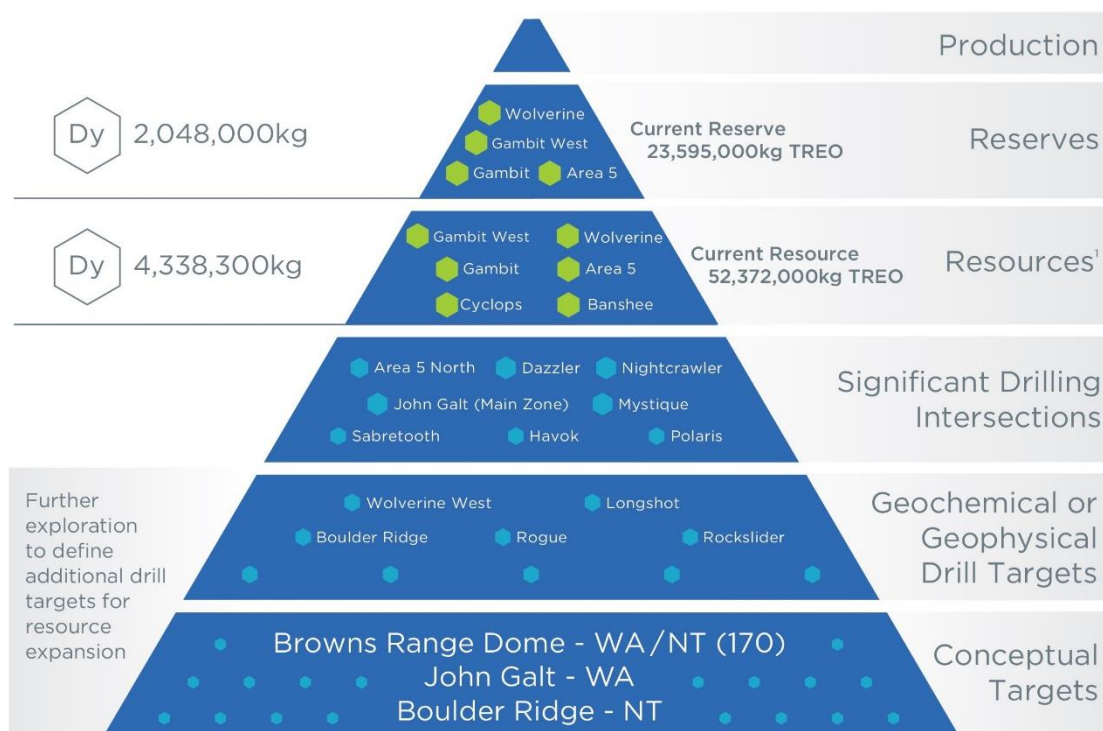 Production
Dy 2,048,000kg
Wolverine
Gambit West
Gambit Area 5
Current Reserve
23,595,000kg TREO
Reserves
Dy 4,338,300kg
Gambit West Wolverine
Gambit Area 5
Cyclops Banshee
Current Resource
52,372,000kg TREO
Resources¹
Area 5 North Dazzler Nightcrawler
John Galt (Main Zone) Mystique
Sabretooth Havok Polaris
Significant Drilling
Intersections
Further
exploration
to define
additional drill
targets for
resource
expansion
Wolverine West Longshot
Boulder Ridge Rogue Rockslider
Geochemical or
Geophysical
Drill Targets
Browns Range Dome - WA/NT (170)
John Galt - WA
Boulder Ridge - NT
Conceptual
Targets